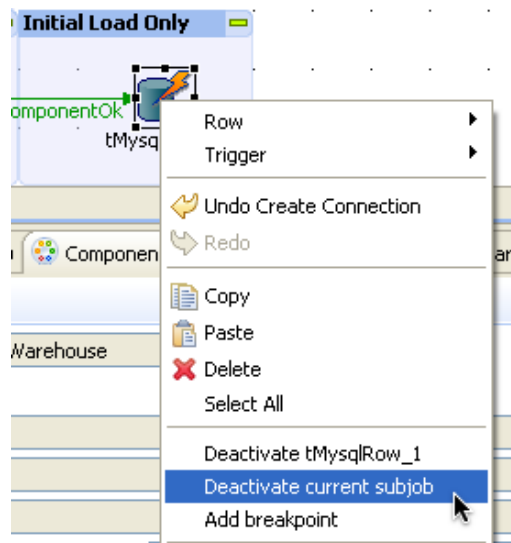 Initial Load Only
omponentOk
tMysq
Row
Trigger
Undo Create Connection
Redo
Componen
ar
Copy
Paste
Warehouse
Delete
Select All
Deactivate tMysqlRow_1
Deactivate current subjob
Add breakpoint